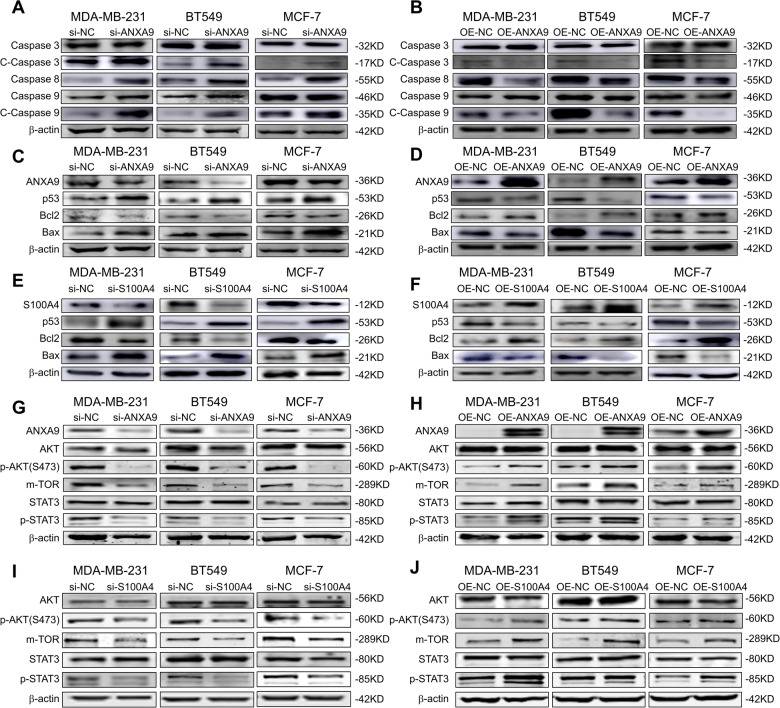 A
MDA-MB-231 BT549 MCF-7
si-NC si-ANXA9 si-NC si-ANXA9 si-NC si-ANXA9
Caspase 3 -32KD
C-Caspase 3 -17KD
Caspase 8 -55KD
Caspase 9 -46KD
C-Caspase 9 -35KD
β-actin -42KD
B
MDA-MB-231 BT549 MCF-7
OE-NC OE-ANXA9 OE-NC OE-ANXA9 OE-NC OE-ANXA9
Caspase 3 -32KD
C-Caspase 3 -17KD
Caspase 8 -55KD
Caspase 9 -46KD
C-Caspase 9 -35KD
β-actin -42KD
C
MDA-MB-231 BT549 MCF-7
si-NC si-ANXA9 si-NC si-ANXA9 si-NC si-ANXA9
ANXA9 -36KD
p53 -53KD
Bcl2 -26KD
Bax -21KD
β-actin -42KD
D
MDA-MB-231 BT549 MCF-7
OE-NC OE-ANXA9 OE-NC OE-ANXA9 OE-NC OE-ANXA9
ANXA9 -36KD
p53 -53KD
Bcl2 -26KD
Bax -21KD
β-actin -42KD
E
MDA-MB-231 BT549 MCF-7
si-NC si-S100A4 si-NC si-S100A4 si-NC si-S100A4
S100A4 -12KD
p53 -53KD
Bcl2 -26KD
Bax -21KD
β-actin -42KD
F
MDA-MB-231 BT549 MCF-7
OE-NC OE-S100A4 OE-NC OE-S100A4 OE-NC OE-S100A4
S100A4 -12KD
p53 -53KD
Bcl2 -26KD
Bax -21KD
β-actin -42KD
G
MDA-MB-231 BT549 MCF-7
si-NC si-ANXA9 si-NC si-ANXA9 si-NC si-ANXA9
ANXA9 -36KD
AKT -56KD
p-AKT(S473) -60KD
m-TOR -289KD
STAT3 -80KD
p-STAT3 -85KD
β-actin -42KD
H
MDA-MB-231 BT549 MCF-7
OE-NC OE-ANXA9 OE-NC OE-ANXA9 OE-NC OE-ANXA9
ANXA9 -36KD
AKT -56KD
p-AKT(S473) -60KD
m-TOR -289KD
STAT3 -80KD
p-STAT3 -85KD
β-actin -42KD
I
MDA-MB-231 BT549 MCF-7
si-NC si-S100A4 si-NC si-S100A4 si-NC si-S100A4
AKT -56KD
p-AKT(S473) -60KD
m-TOR -289KD
STAT3 -80KD
p-STAT3 -85KD
β-actin -42KD
J
MDA-MB-231 BT549 MCF-7
OE-NC OE-S100A4 OE-NC OE-S100A4 OE-NC OE-S100A4
AKT -56KD
p-AKT(S473) -60KD
m-TOR -289KD
STAT3 -80KD
p-STAT3 -85KD
β-actin -42KD